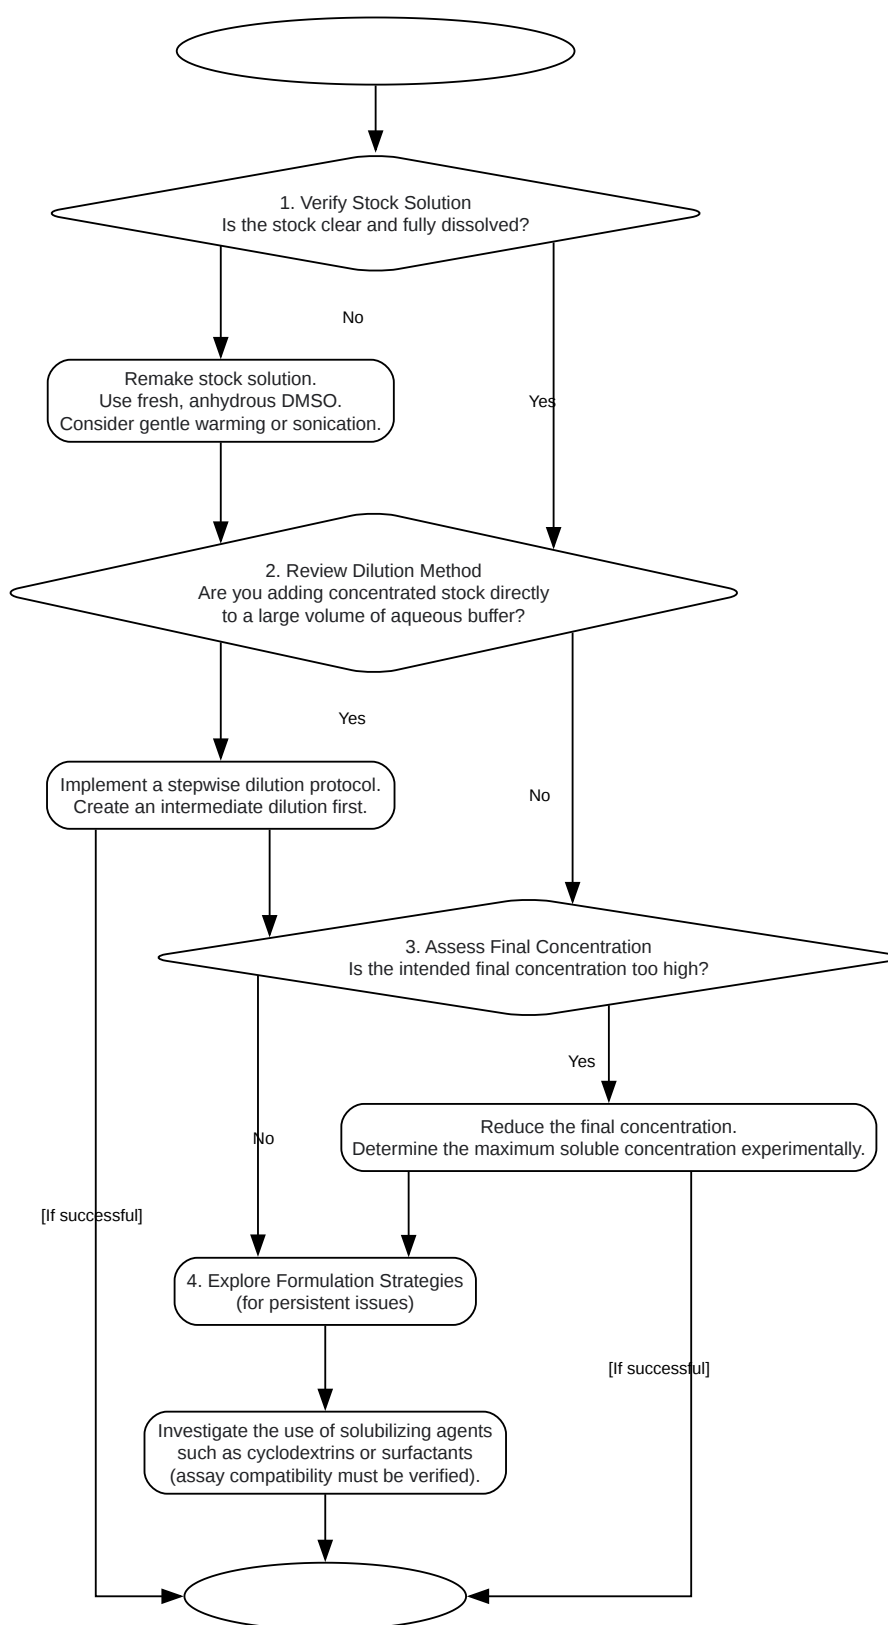 1. Verify Stock Solution
Is the stock clear and fully dissolved?
No
Remake stock solution.
Use fresh, anhydrous DMSO.
Consider gentle warming or sonication.
Yes
2. Review Dilution Method
Are you adding concentrated stock directly
to a large volume of aqueous buffer?
Yes
Implement a stepwise dilution protocol.
Create an intermediate dilution first.
No
3. Assess Final Concentration
Is the intended final concentration too high?
Yes
Reduce the final concentration.
Determine the maximum soluble concentration experimentally.
No
[If successful]
4. Explore Formulation Strategies
(for persistent issues)
[If successful]
Investigate the use of solubilizing agents
such as cyclodextrins or surfactants
(assay compatibility must be verified).